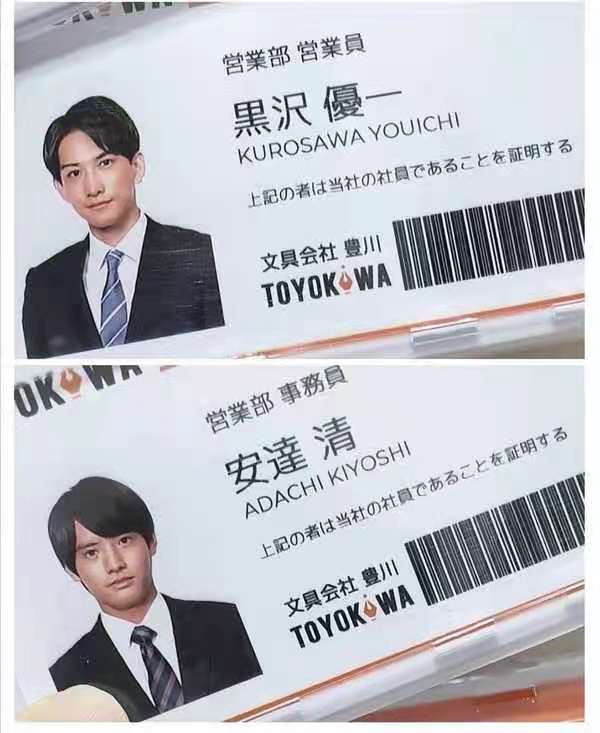 営業部 営業員
黒沢 優一
KUROSAWA YOUICHI
上記の者は当社の社員であることを証明する
文具会社 豊川
TOYOKAWA
OKAWA
営業部 事務員
安達 清
ADACHI KIYOSHI
上記の者は当社の社員であることを証明する
文具会社 豊川
TOYOKAWA